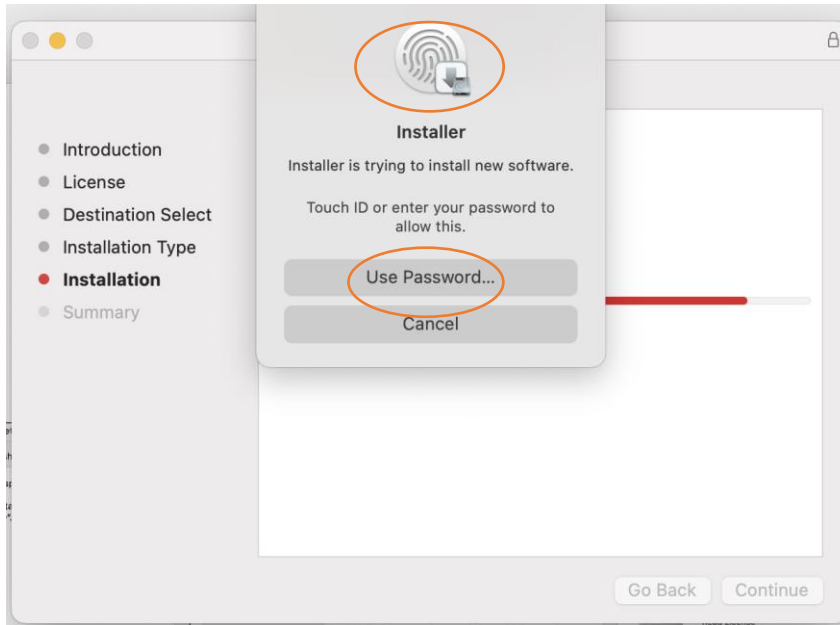 Installer
Installer is trying to install new software.
Touch ID or enter your password to
allow this.
Use Password...
Cancel
Introduction
License
Destination Select
Installation Type
Installation
Summary
Go Back
Continue